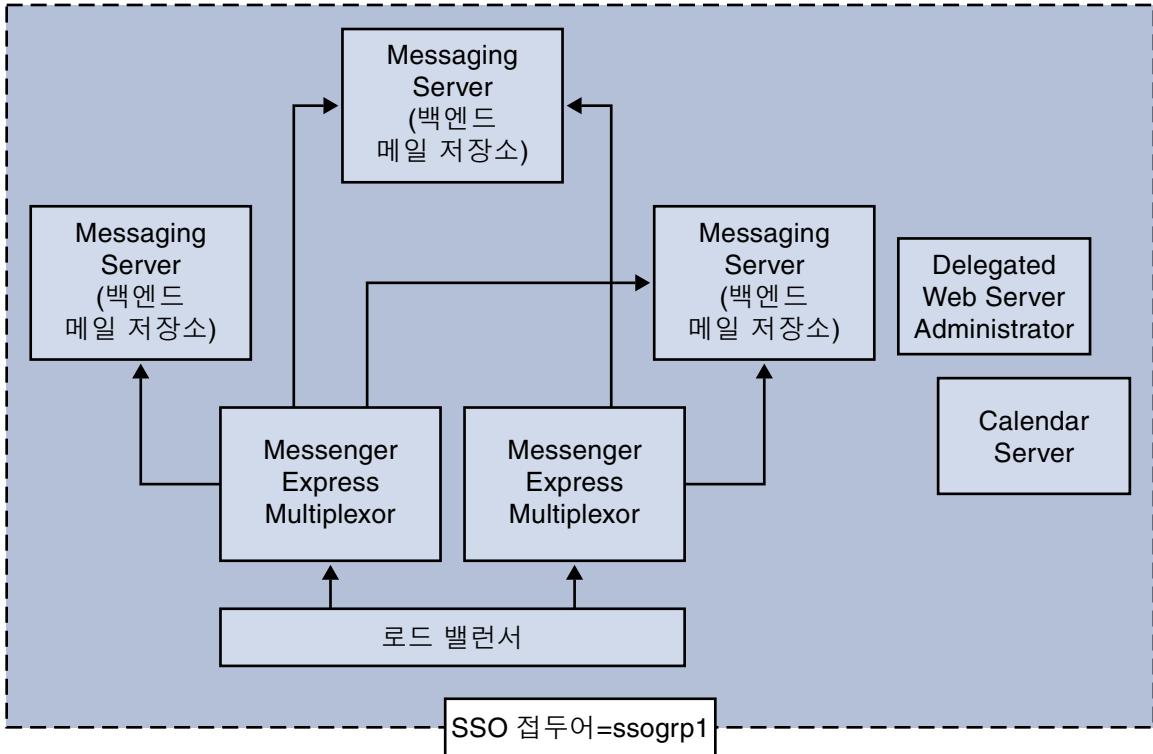 Messaging
Server
(백엔드
메일 저장소)
Messaging
Server
(백엔드
메일 저장소)
Messaging
Server
(백엔드
메일 저장소)
Delegated
Web Server
Administrator
Calendar
Server
Messenger
Express
Multiplexor
Messenger
Express
Multiplexor
로드 밸런서
SSO 접두어=ssogrp1